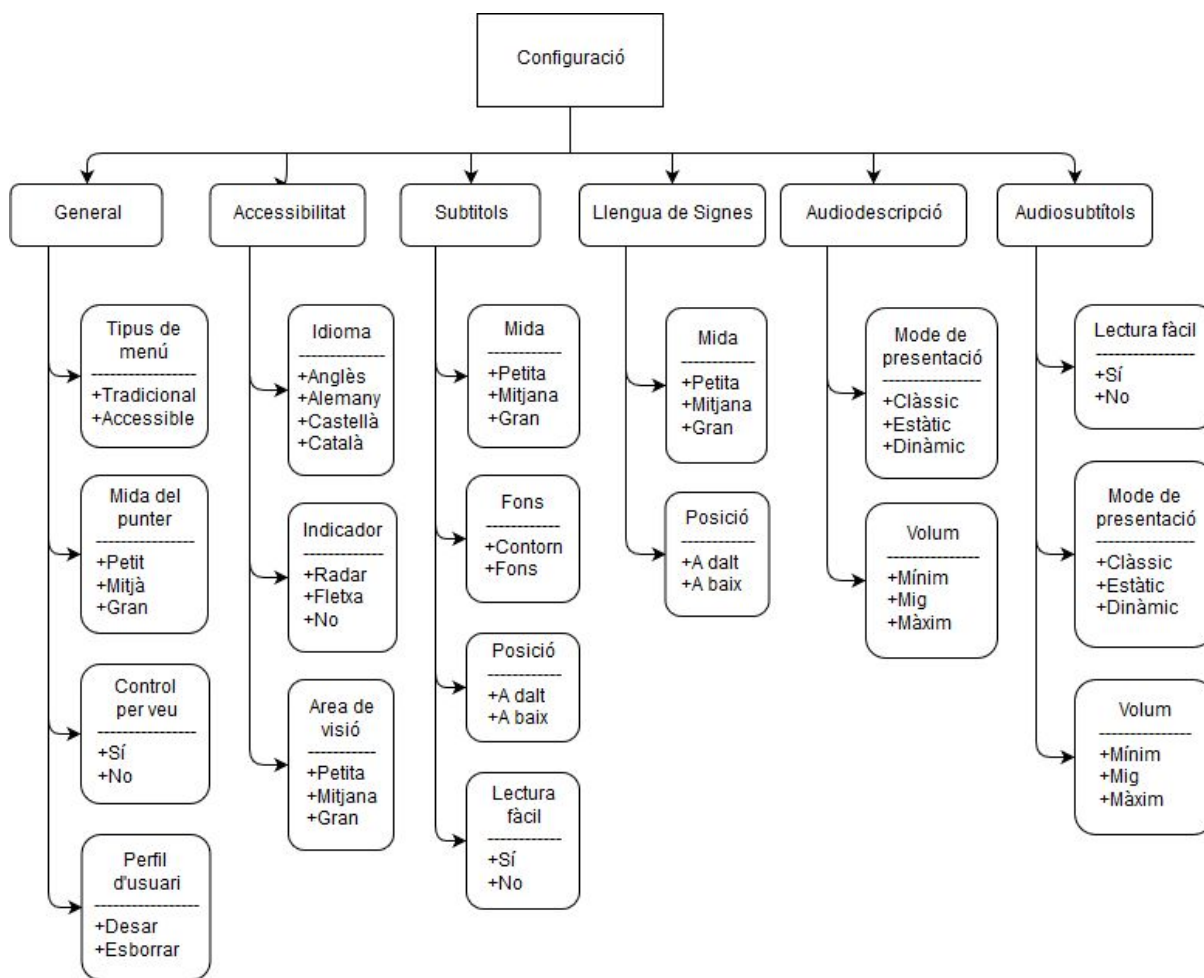 Configuració
General
Accessibilitat
Subtitols
Llengua de Signes
Audiodescripció
Audiosubtítols
Tipus de
menú
-----------------
+Tradicional
+Accessible
Mida del
punter
-----------------
+Petit
+Mitjà
+Gran
Control
per veu
-----------------
+Sí
+No
Perfil
d'usuari
-----------------
+Desar
+Esborrar
Idioma
--------------
+Anglès
+Alemany
+Castellà
+Català
Indicador
-------------
+Radar
+Fletxa
+No
Area de
visió
------------
+Petita
+Mitjana
+Gran
Mida
-------------
+Petita
+Mitjana
+Gran
Fons
-------------
+Contorn
+Fons
Posició
-------------
+A dalt
+A baix
Lectura
fàcil
-------------
+Sí
+No
Mida
-------------
+Petita
+Mitjana
+Gran
Posició
-------------
+A dalt
+A baix
Mode de
presentació
-----------------
+Clàssic
+Estàtic
+Dinàmic
Volum
----------------
+Mínim
+Mig
+Màxim
Lectura fàcil
-----------------
+Sí
+No
Mode de
presentació
-----------------
+Clàssic
+Estàtic
+Dinàmic
Volum
----------------
+Mínim
+Mig
+Màxim